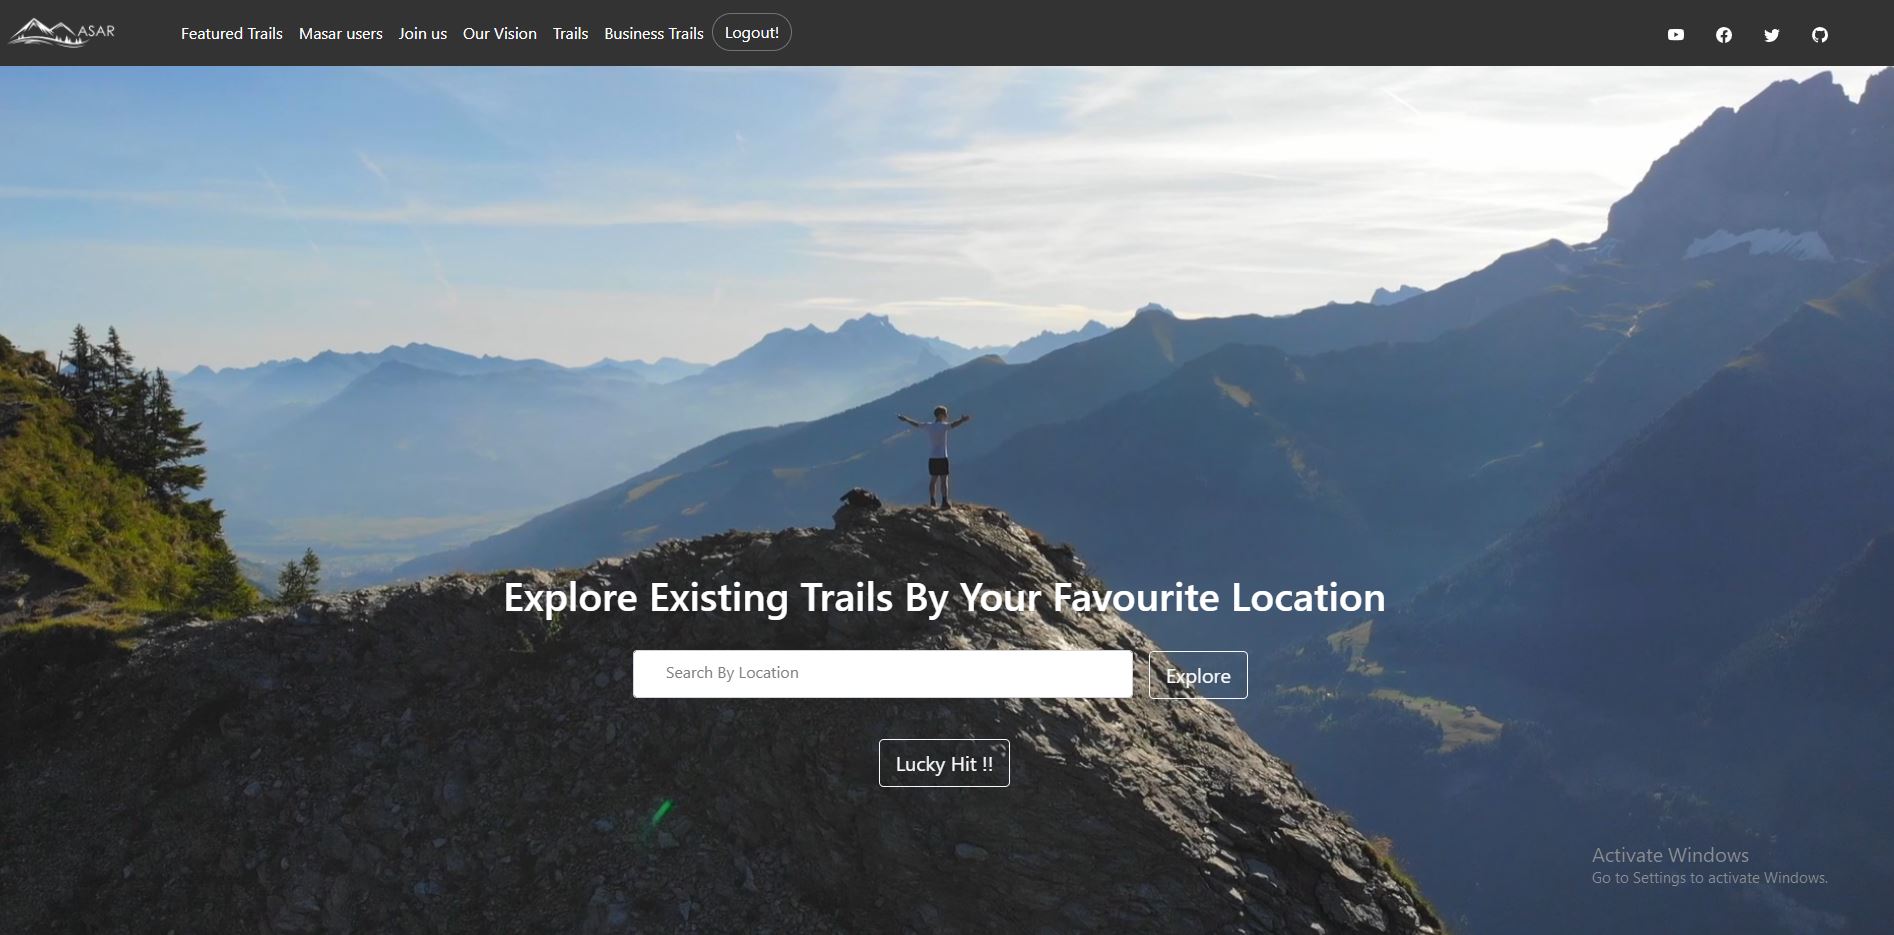 ASAR
Featured Trails
Masar users
Join us
Our Vision
Trails
Business Trails
Logout!
Explore Existing Trails By Your Favourite Location
Search By Location
Explore
Lucky Hit !!
Activate Windows
Go to Settings to activate Windows.